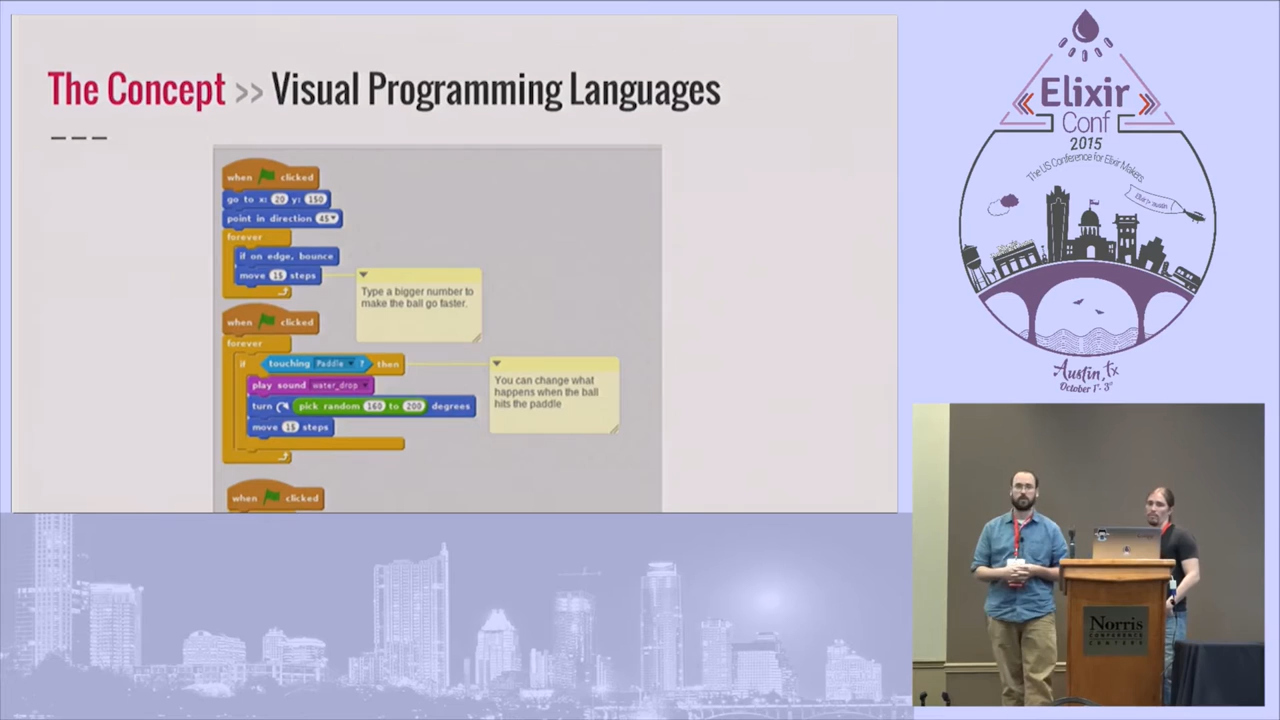 The Concept >> Visual Programming Languages
when clicked
go to x: 20 y: 150
point in direction 45
forever
if on edge, bounce
move 15 steps
Type a bigger number to
make the ball go faster.
when clicked
forever
if touching Paddle ? then
play sound water_drop
turn pick random 160 to 200 degrees
move 15 steps
You can change what
happens when the ball
hits the paddle
when clicked
Elixir
Conf
2015
The US Conference for Elixir Makers
Austin, TX
October 1st - 3rd
Norris
CONFERENCE
CENTERS